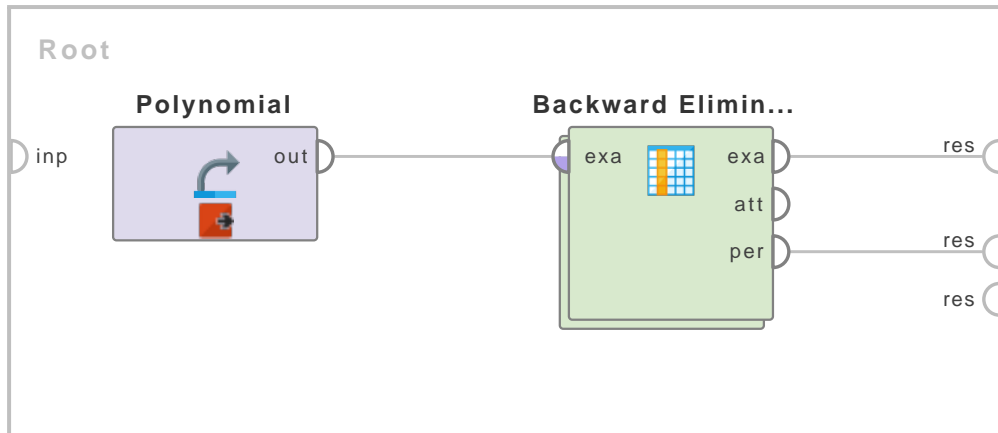 Root
Polynomial
Backward Elimin...
inp
out
exa
exa
res
att
per
res
res